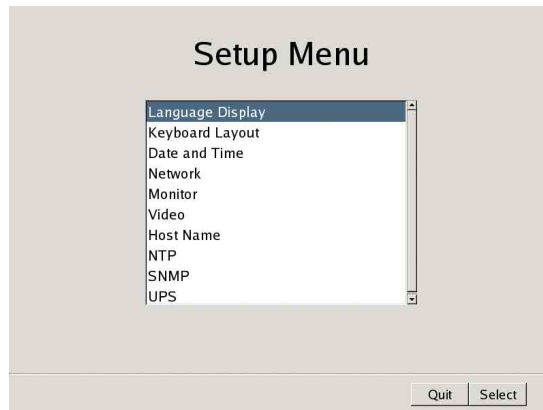 Setup Menu
Language Display
Keyboard Layout
Date and Time
Network
Monitor
Video
Host Name
NTP
SNMP
UPS
Quit Select